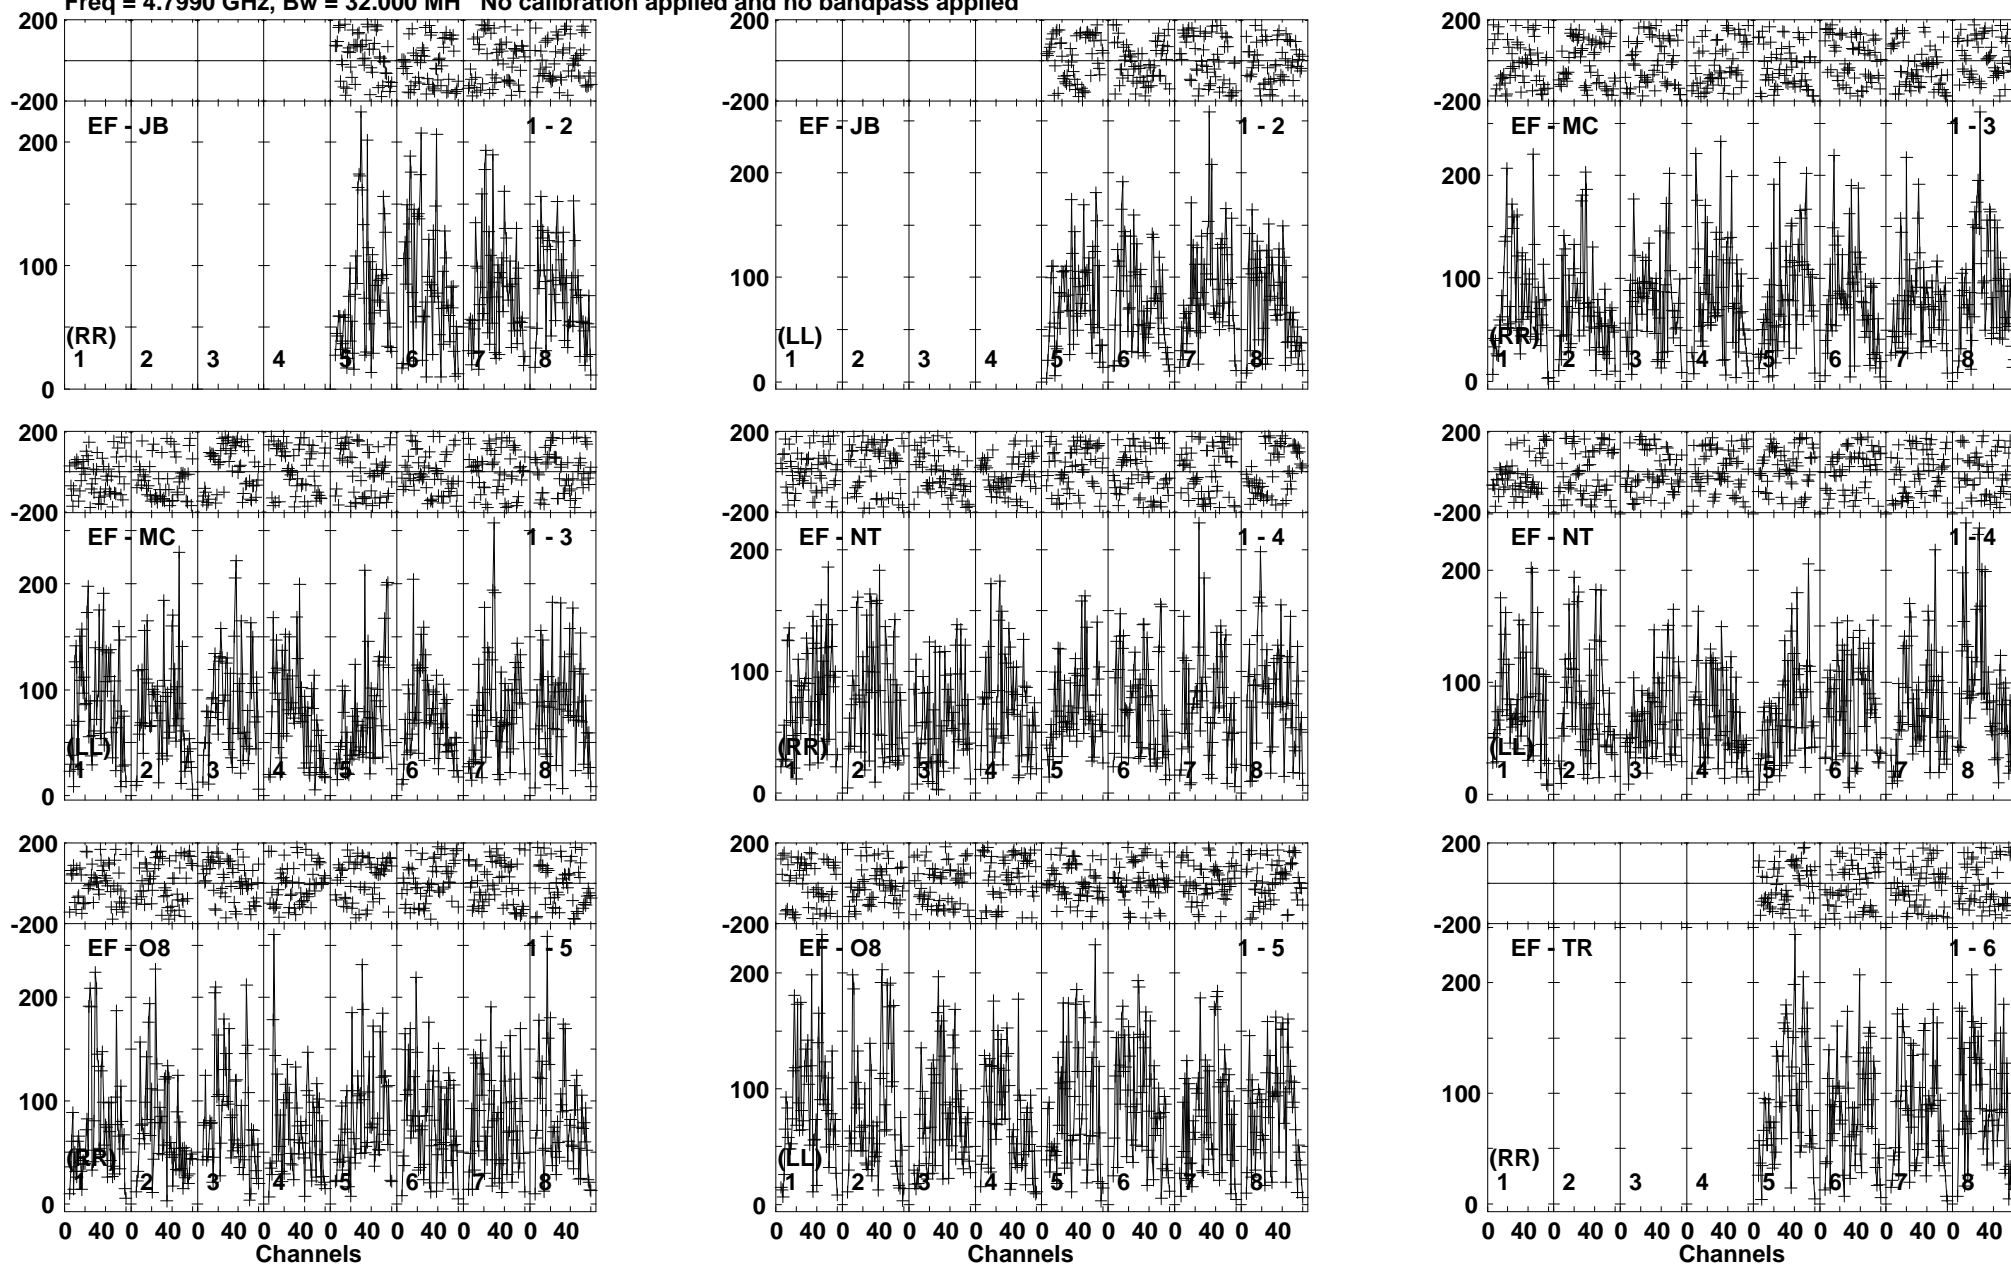 Freq = 4.7990 GHz, Bw = 32.000 MH No calibration applied and no bandpass applied
200 200 200
-200 -200 -200
EF - JB 1 - 2 EF - JB 1 - 2 EF - MC 1 - 3
200 200 200
100 100 100
(RR) (LL) (RR)
1 2 3 4 5 6 7 8 1 2 3 4 5 6 7 8 1 2 3 4 5 6 7 8
0 0 0
200 200 200
-200 -200 -200
EF - MC 1 - 3 EF - NT 1 - 4 EF - NT 1 - 4
200 200 200
100 100 100
(LL) (RR) (LL)
1 2 3 4 5 6 7 8 1 2 3 4 5 6 7 8 1 2 3 4 5 6 7 8
0 0 0
200 200 200
-200 -200 -200
EF - O8 1 - 5 EF - O8 1 - 5 EF - TR 1 - 6
200 200 200
100 100 100
(RR) (LL) (RR)
1 2 3 4 5 6 7 8 1 2 3 4 5 6 7 8 1 2 3 4 5 6 7 8
0 0 0
0 40 0 40 0 40 0 40 0 40 0 40 0 40 0 40 0 40 0 40 0 40 0 40 0 40 0 40 0 40 0 40 0 40 0 40 0 40 0 40 0 40 0 40 0 40 0 40
Channels Channels Channels